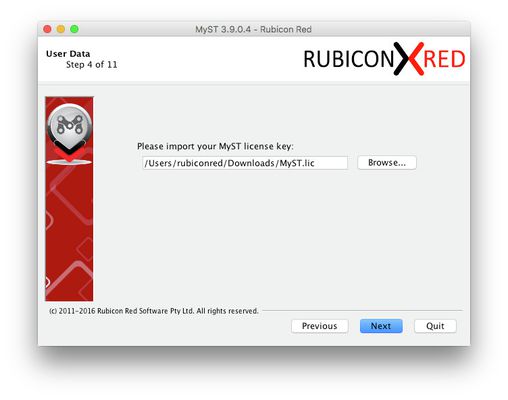 MyST 3.9.0.4 - Rubicon Red
User Data
Step 4 of 11
RUBICON RED
Please import your MyST license key:
/Users/rubiconred/Downloads/MyST.lic
Browse...
(c) 2011-2016 Rubicon Red Software Pty Ltd. All rights reserved.
Previous
Next
Quit